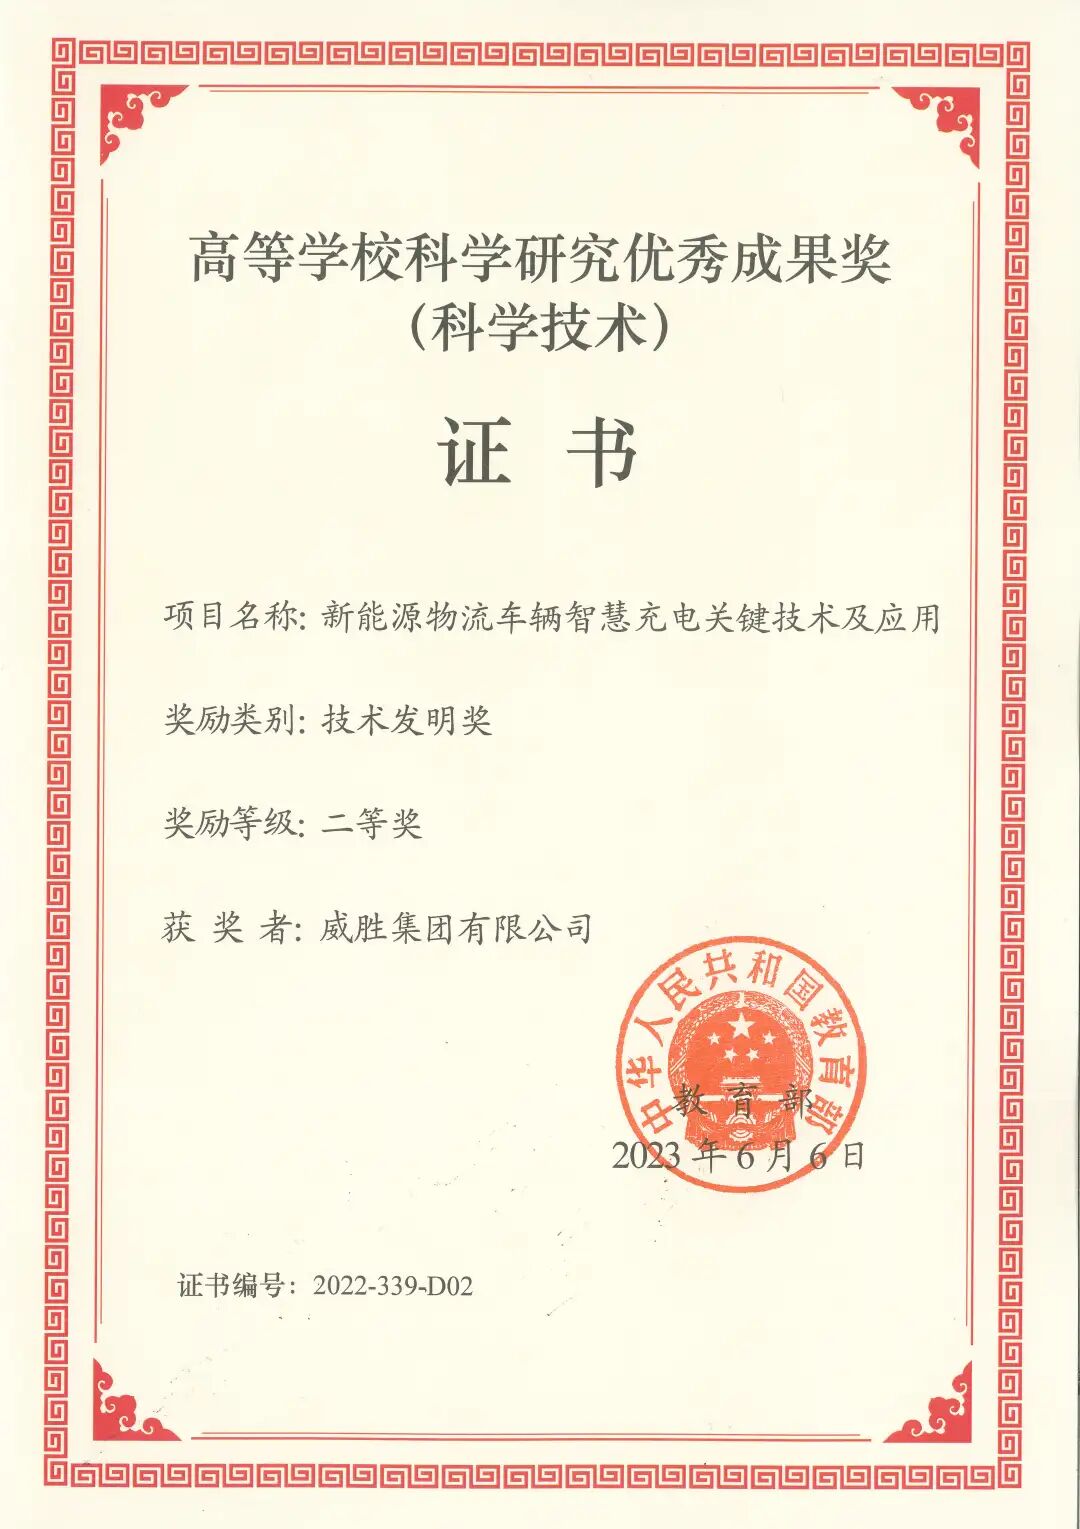 高等学校科学研究优秀成果奖
（科学技术）
证 书
项目名称: 新能源物流车辆智慧充电关键技术及应用
奖励类别: 技术发明奖
奖励等级: 二等奖
获 奖 者: 威胜集团有限公司
中华人民共和国教育部
教 育 部
2023 年 6 月 6 日
证书编号：2022-339-D02